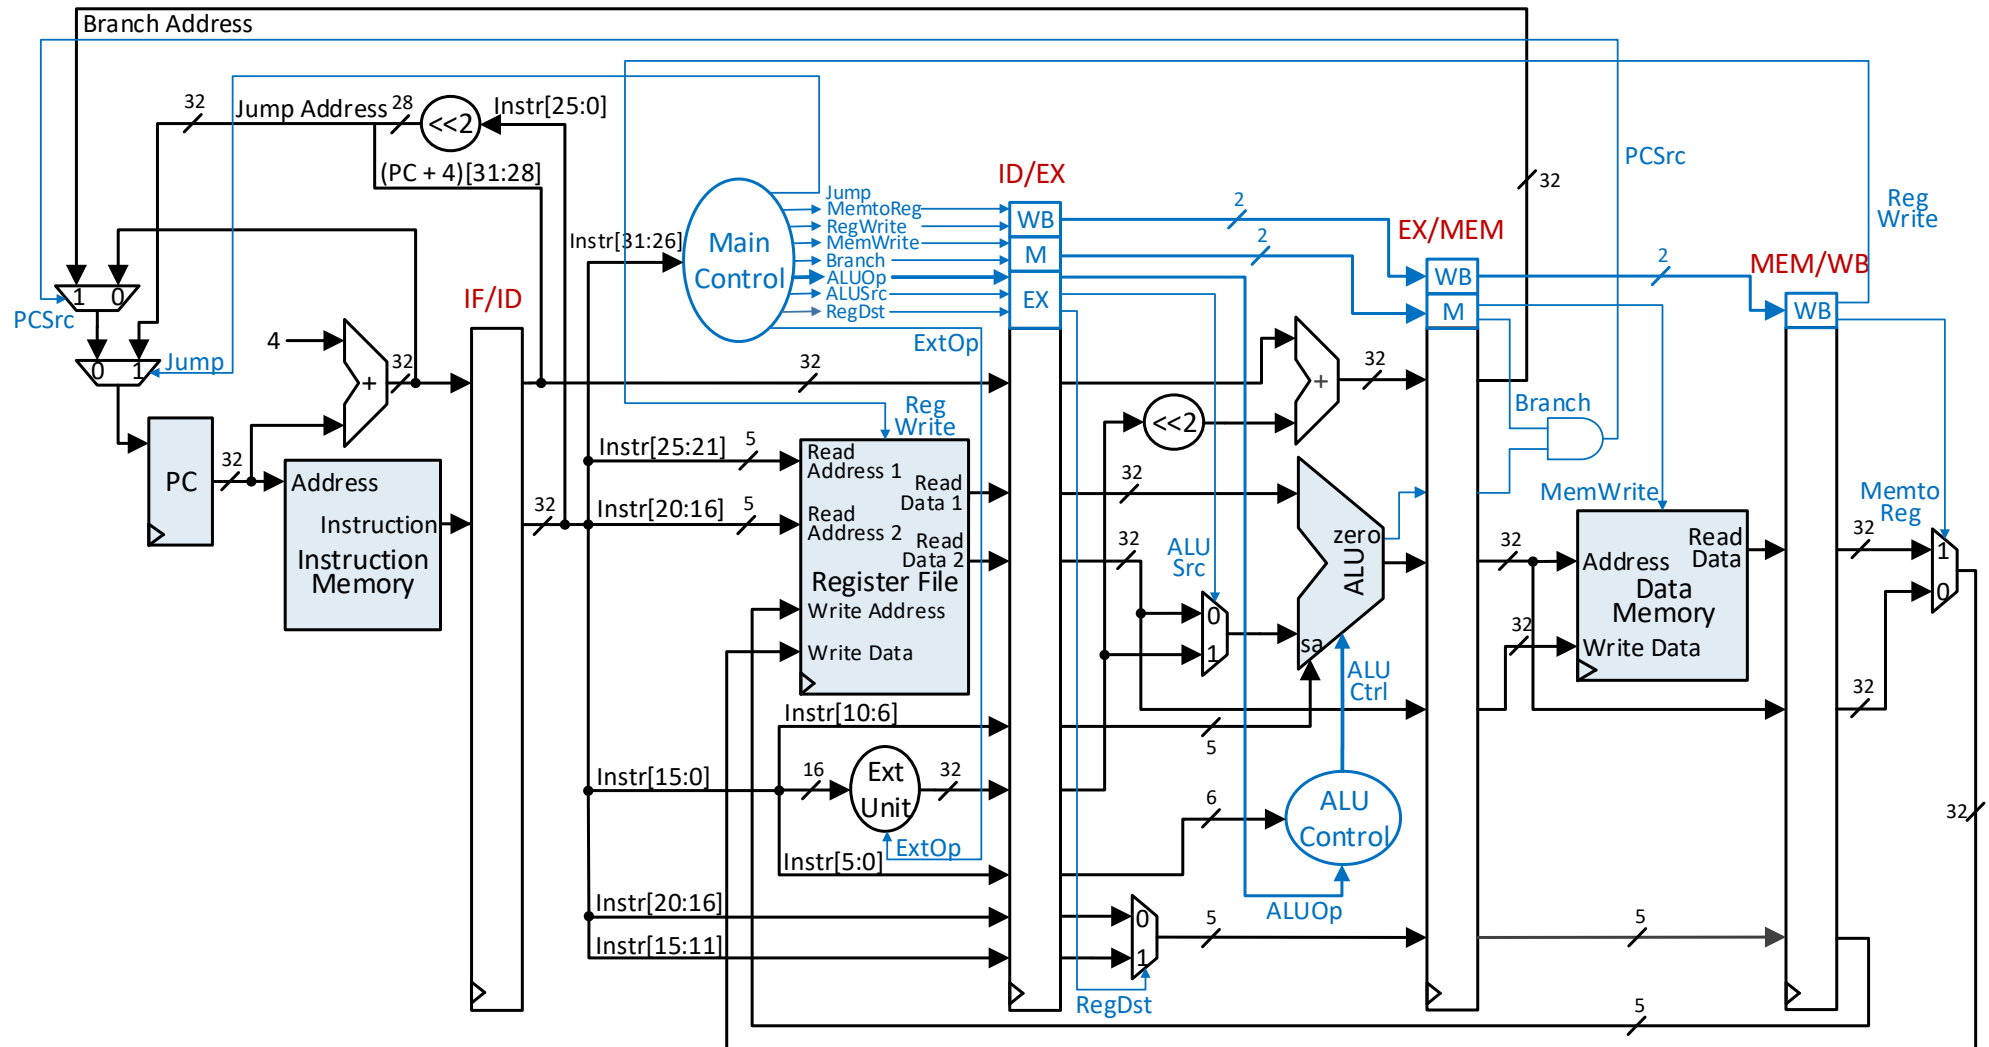 Branch Address
32
Jump Address
28
<<2
Instr[25:0]
(PC + 4)[31:28]
PCSrc
1
0
PCSrc
0
1
Jump
4
+
32
PC
32
Address
Instruction
Instruction
Memory
IF/ID
32
Instr[31:26]
Main
Control
Jump
MemtoReg
RegWrite
MemWrite
Branch
ALUOp
ALUSrc
RegDst
ExtOp
32
Reg
Write
Instr[25:21]
5
Instr[20:16]
5
Read
Address 1
Read
Data 1
Read
Address 2
Read
Data 2
Register File
Write Address
Write Data
Instr[10:6]
Instr[15:0]
16
Ext
Unit
32
ExtOp
Instr[5:0]
Instr[20:16]
Instr[15:11]
ID/EX
WB
M
EX
2
2
32
<<2
+
32
32
32
ALU
Src
0
1
zero
ALU
sa
ALU
Ctrl
5
6
ALU
Control
ALUOp
0
1
5
RegDst
EX/MEM
WB
M
2
32
Branch
MemWrite
32
32
Address
Read
Data
Data
Memory
Write Data
5
5
MEM/WB
WB
Reg
Write
Memto
Reg
32
1
0
32
32